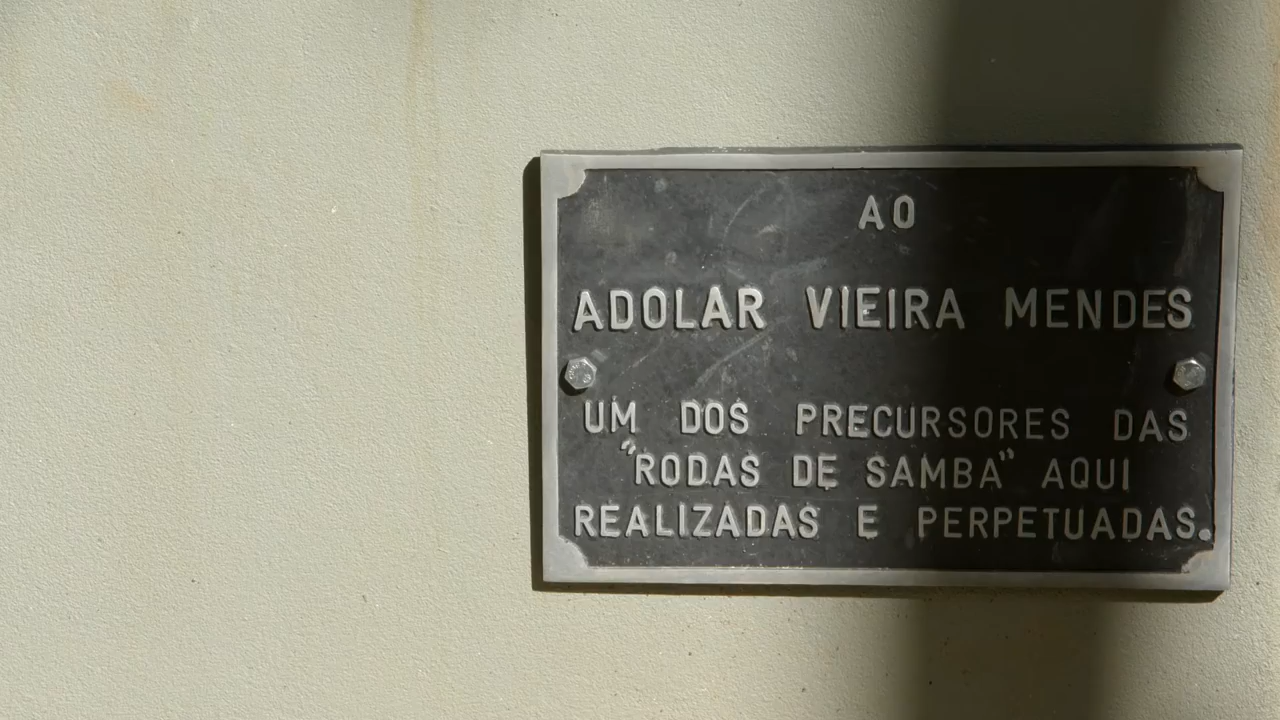 AO
ADOLAR VIEIRA MENDES
UM DOS PRECURSORES DAS
"RODAS DE SAMBA" AQUI
REALIZADAS E PERPETUADAS.